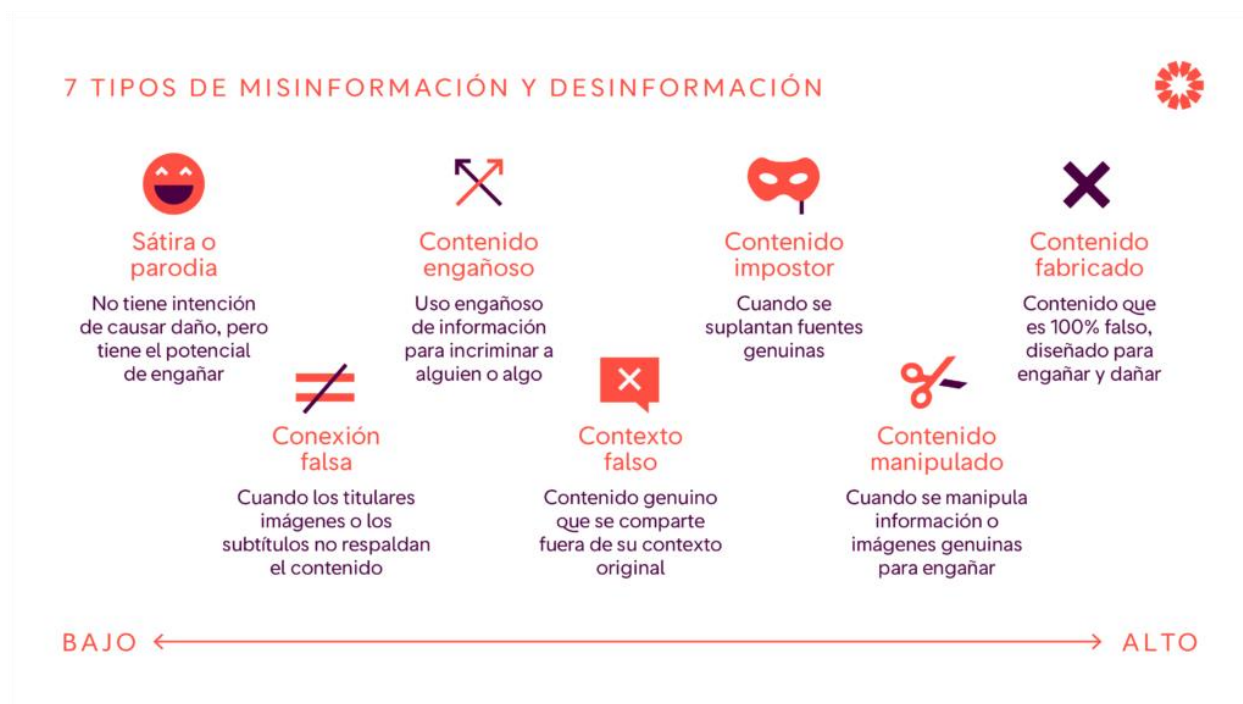 7 TIPOS DE MISINFORMACIÓN Y DESINFORMACIÓN
Sátira o
parodia
No tiene intención
de causar daño, pero
tiene el potencial
de engañar
Conexión
falsa
Cuando los titulares
imágenes o los
subtítulos no respaldan
el contenido
Contenido
engañoso
Uso engañoso
de información
para incriminar a
alguien o algo
Contexto
falso
Contenido genuino
que se comparte
fuera de su contexto
original
Contenido
impostor
Cuando se
suplantan fuentes
genuinas
Contenido
manipulado
Cuando se manipula
información o
imágenes genuinas
para engañar
Contenido
fabricado
Contenido que
es 100% falso,
diseñado para
engañar y dañar
BAJO
ALTO